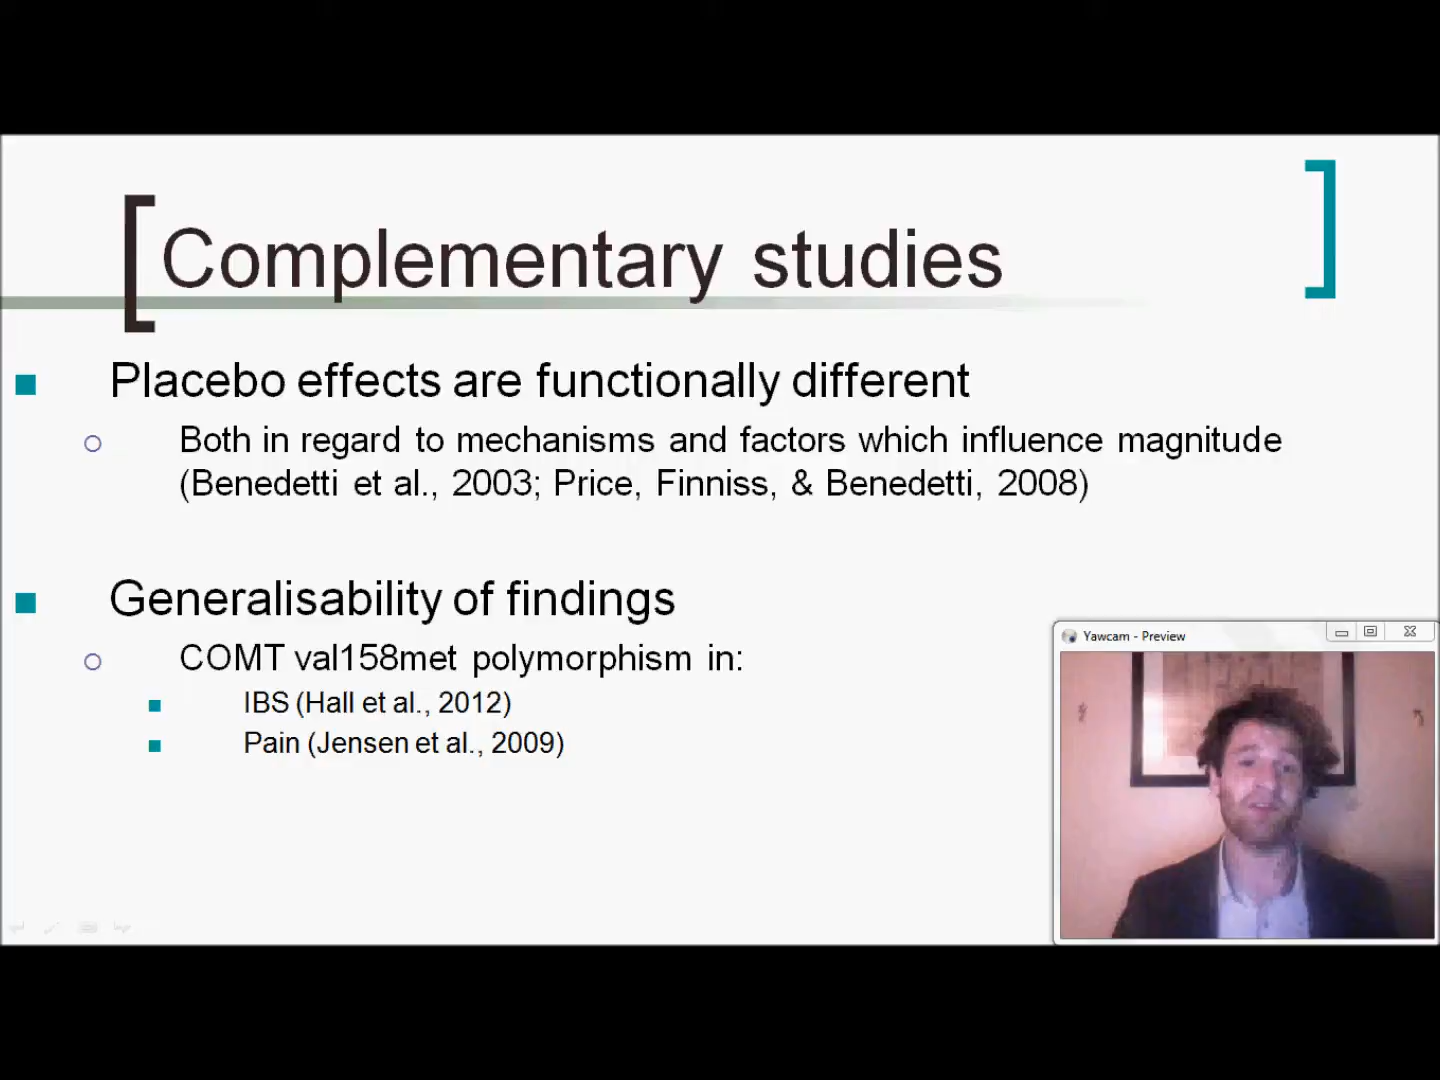 Complementary studies
Placebo effects are functionally different
Both in regard to mechanisms and factors which influence magnitude
(Benedetti et al., 2003; Price, Finniss, & Benedetti, 2008)
Generalisability of findings
COMT val158met polymorphism in:
IBS (Hall et al., 2012)
Pain (Jensen et al., 2009)
Yawcam - Preview